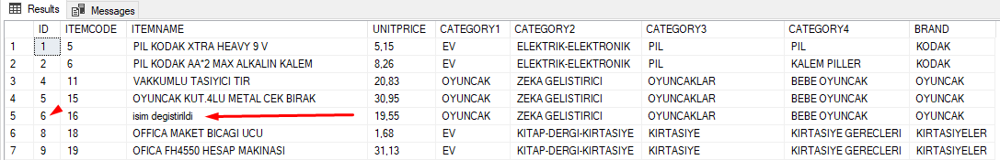 Results Messages
ID ITEMCODE ITEMNAME UNITPRICE CATEGORY1 CATEGORY2 CATEGORY3 CATEGORY4 BRAND
1 1 5 PIL KODAK XTRA HEAVY 9 V 5,15 EV ELEKTRIK-ELEKTRONIK PIL PIL KODAK
2 2 6 PIL KODAK AA*2 MAX ALKALIN KALEM 8,26 EV ELEKTRIK-ELEKTRONIK PIL KALEM PILLER KODAK
3 4 11 VAKKUMLU TASIYICI TIR 20,83 OYUNCAK ZEKA GELISTIRICI OYUNCAKLAR BEBE OYUNCAK OYUNCAKLAR
4 5 15 OYUNCAK KUT.4LU METAL CEK BIRAK 30,95 OYUNCAK ZEKA GELISTIRICI OYUNCAKLAR BEBE OYUNCAK OYUNCAKLAR
5 6 16 isim degistirildi 19,55 OYUNCAK ZEKA GELISTIRICI OYUNCAKLAR BEBE OYUNCAK OYUNCAKLAR
6 8 18 OFFICA MAKET BICAGI UCU 1,68 EV KITAP-DERGI-KIRTASIYE KIRTASIYE KIRTASIYE GERECLERI KIRTASIYELER
7 9 19 OFICA FH4550 HESAP MAKINASI 31,13 EV KITAP-DERGI-KIRTASIYE KIRTASIYE KIRTASIYE GERECLERI KIRTASIYELER